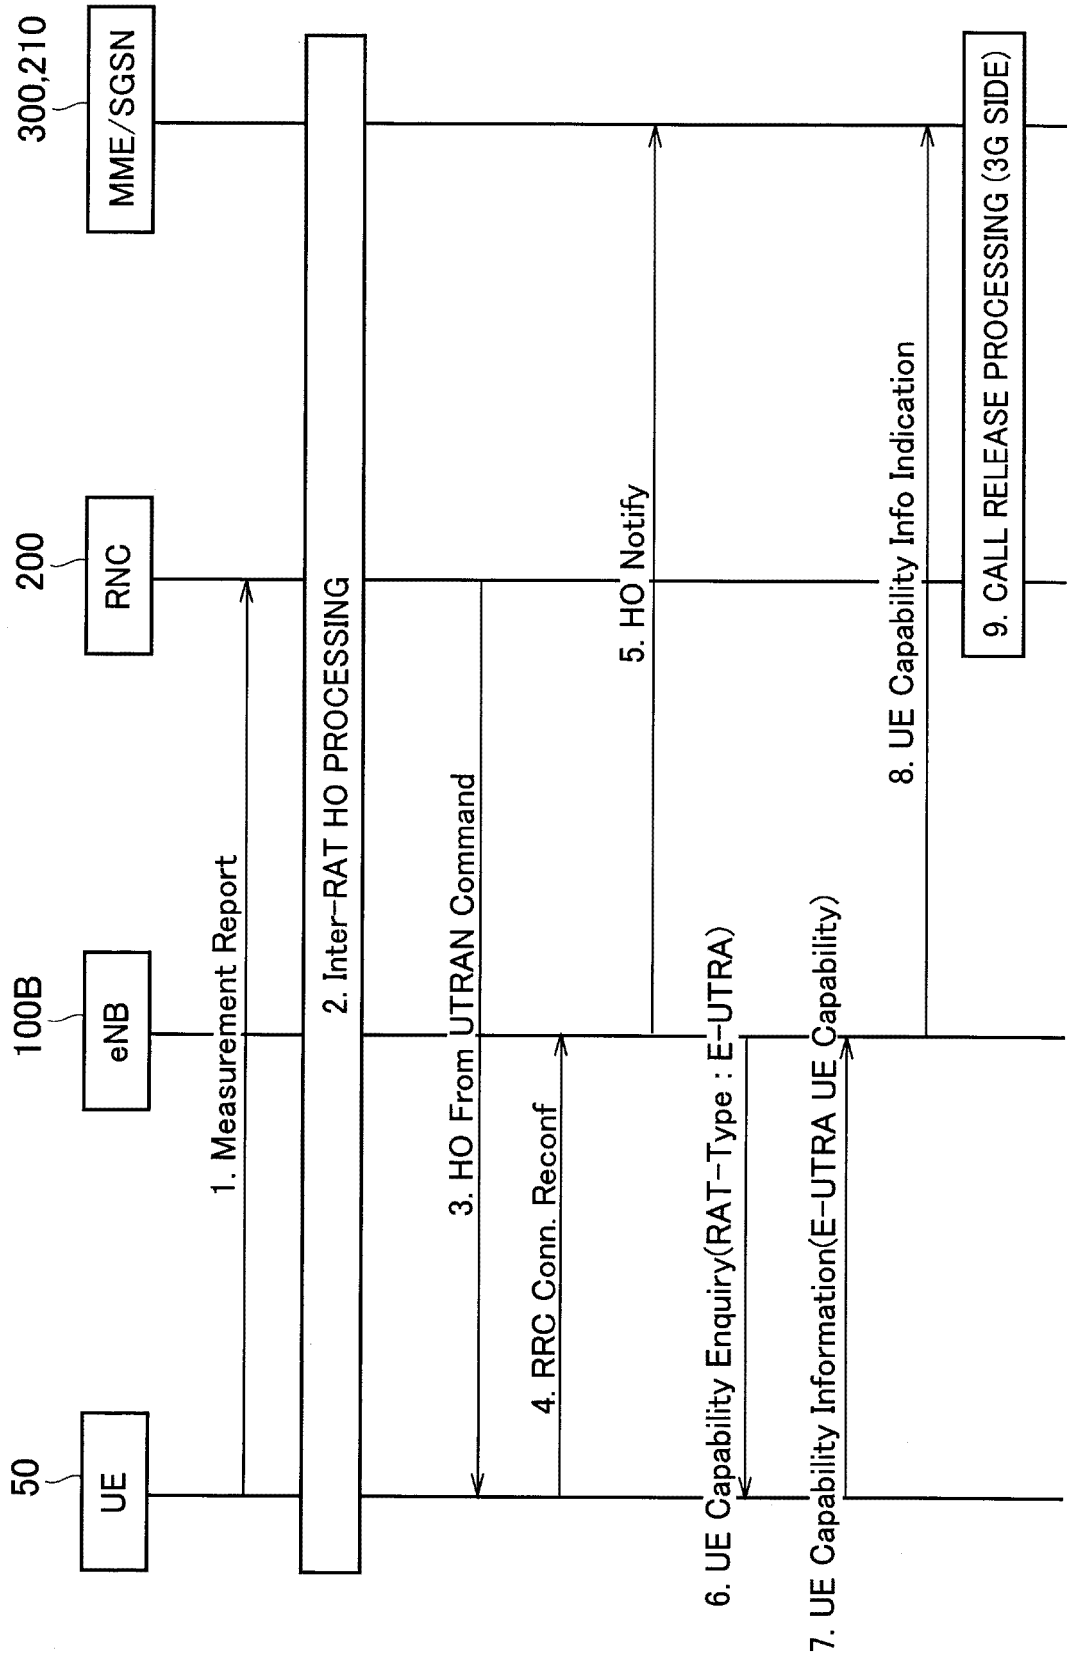 50
100B
200
300,210
UE
eNB
RNC
MME/SGSN
1. Measurement Report
2. Inter-RAT HO PROCESSING
3. HO From UTRAN Command
4. RRC Conn. Reconf
5. HO Notify
6. UE Capability Enquiry(RAT-Type : E-UTRA)
7. UE Capability Information(E-UTRA UE Capability)
8. UE Capability Info Indication
9. CALL RELEASE PROCESSING (3G SIDE)